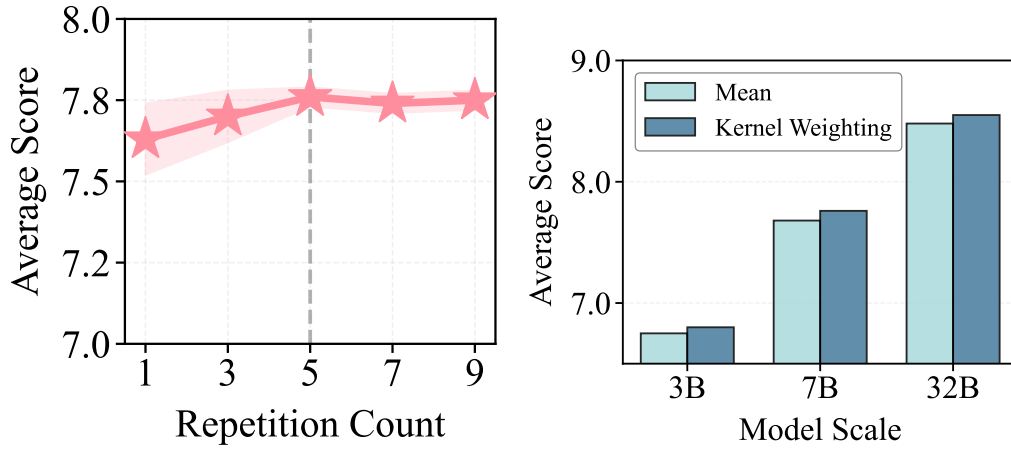 Average Score
8.0
7.8
7.5
7.2
7.0
1 3 5 7 9
Repetition Count
Average Score
9.0
8.0
7.0
Mean
Kernel Weighting
3B 7B 32B
Model Scale